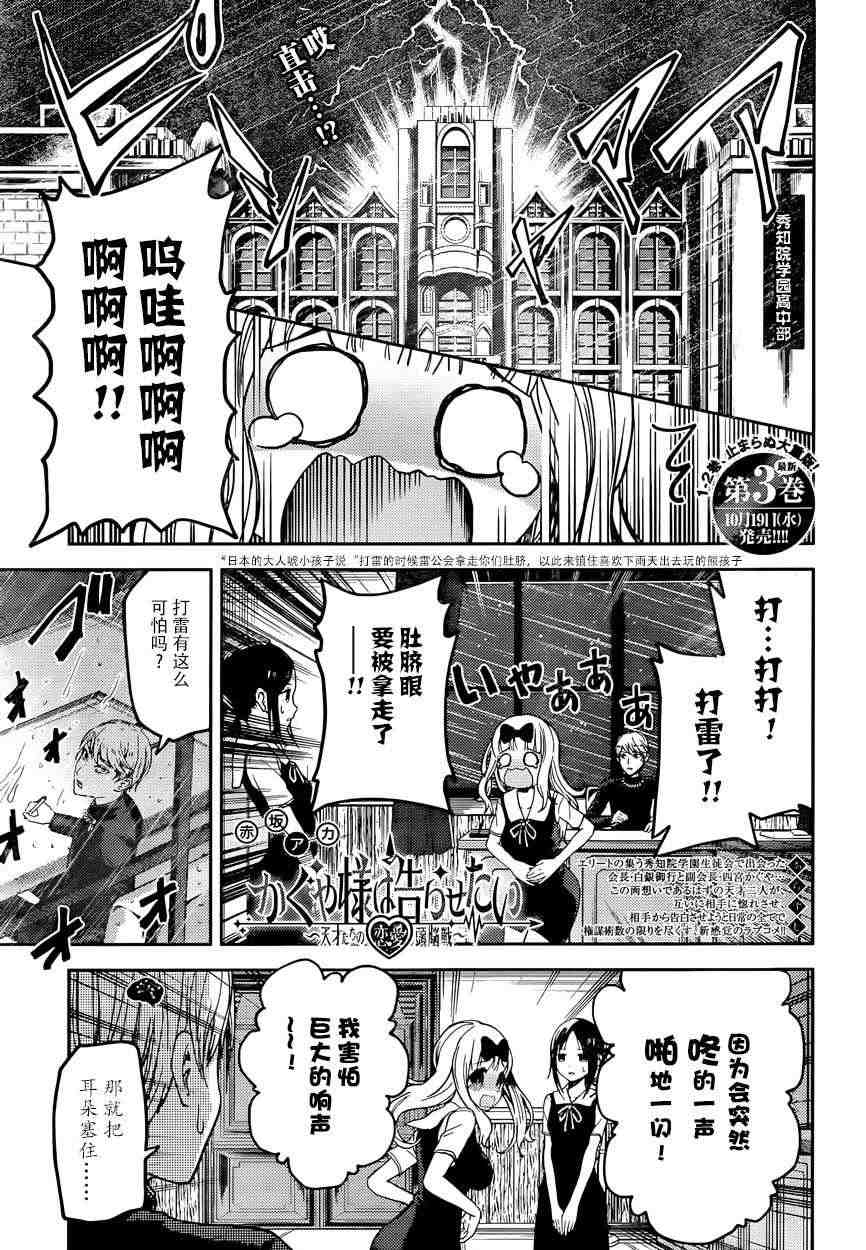 哎
直击……!?
秀知院学园高中部
呜哇啊啊啊
啊啊啊!!
1·2巻、止まらぬ大重版!
最新
第3巻
10月19日(水)
発売!!!!
*日本的大人唬小孩子说“打雷的时候雷公会拿走你们肚脐,以此来镇住喜欢下雨天出去玩的熊孩子
打…打打!
打雷了!!
いやああ
肚脐眼
要被拿走了
——!!
打雷有这么
可怕吗?
赤坂アカ
かぐや様は告らせたい
~天才たちの恋愛頭脳戦~
エリートの集う秀知院学園生徒会で出会った
会長・白銀御行と副会長・四宮かぐや…
この両想いであるはずの天才二人が、
互いに相手に惚れさせ、
相手から告白させようと日常の全てで
権謀術数の限りを尽くす、新感覚のラブコメ!!
因为会突然
咚的一声
啪地一闪!
我害怕
巨大的响声
~~!
那就把
耳朵塞住……